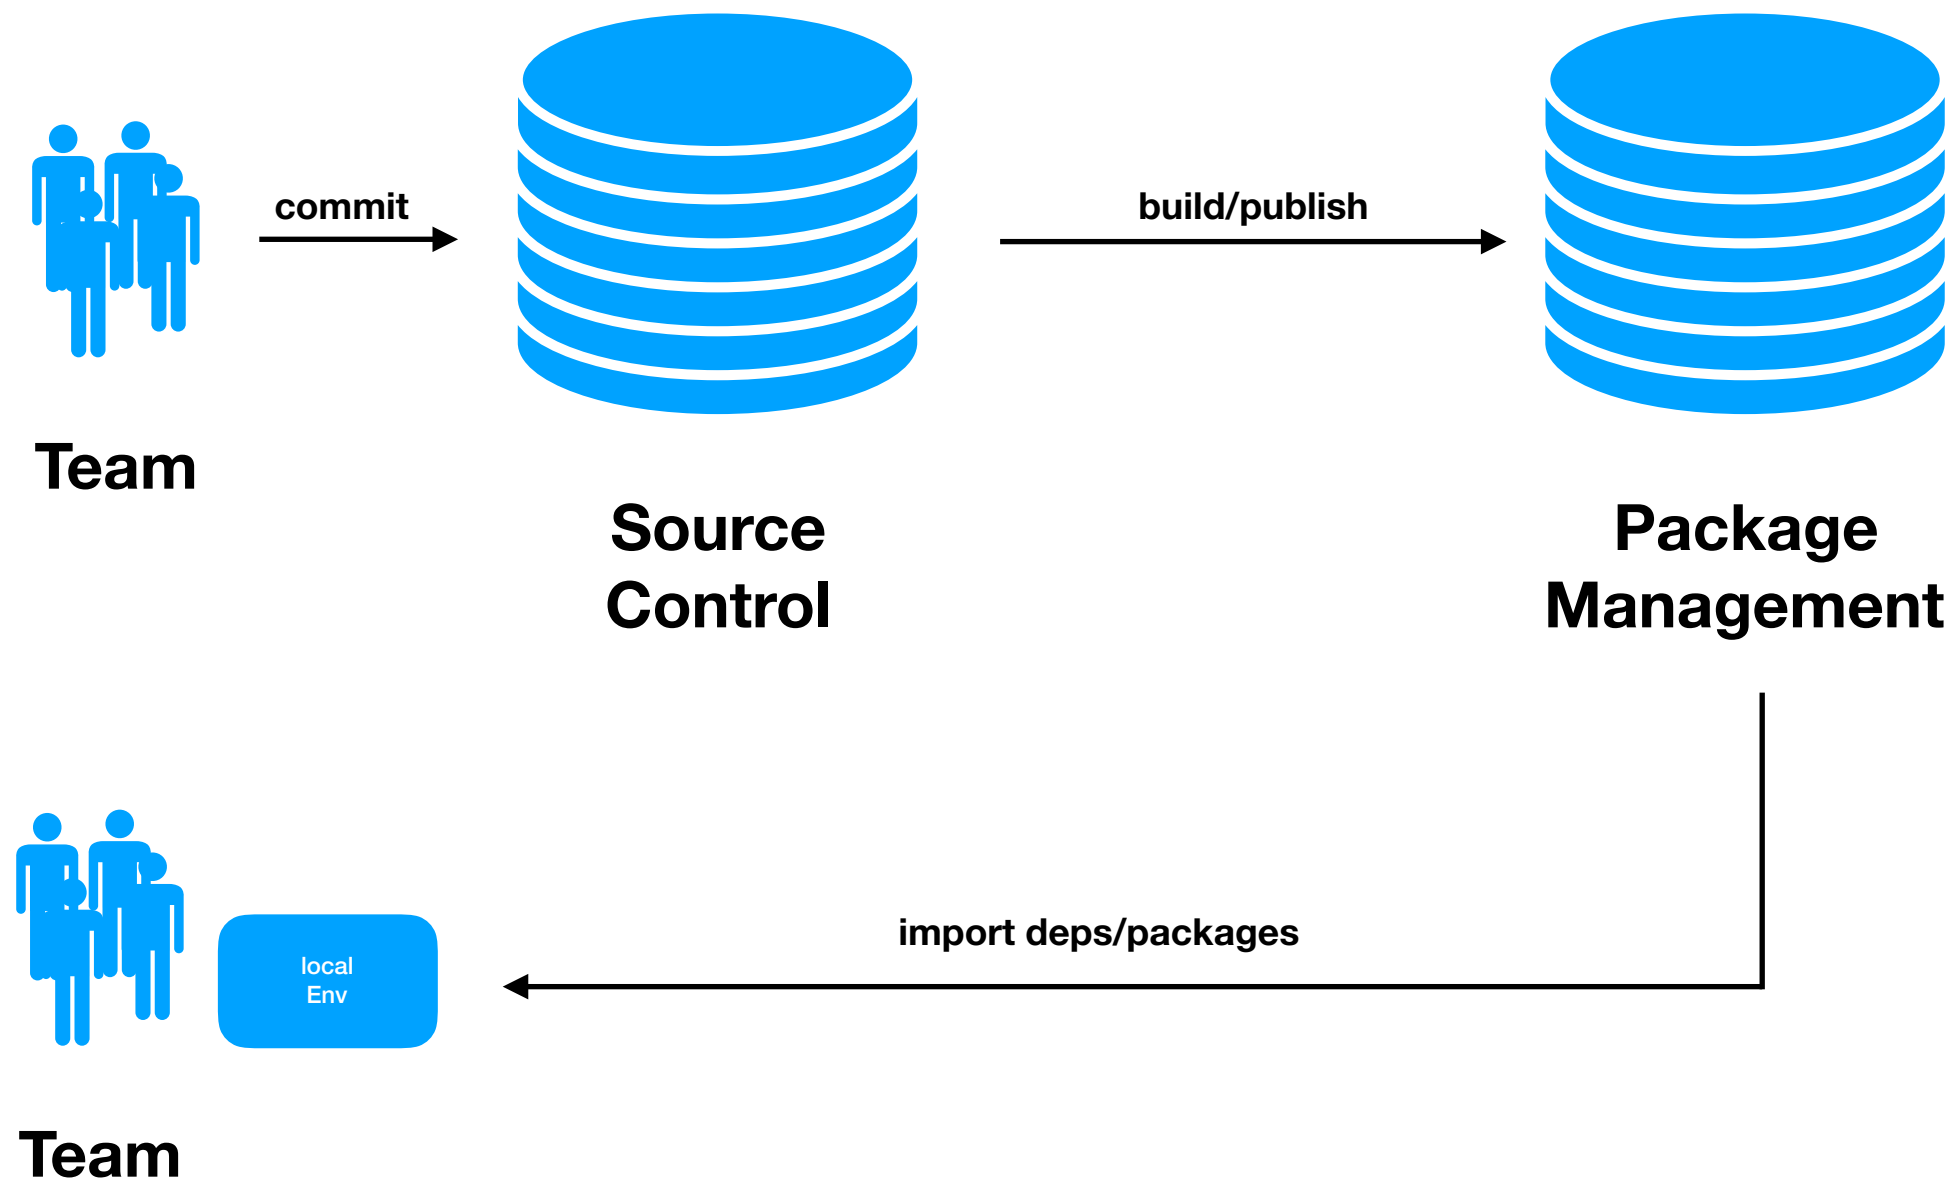 commit
build/publish
Team
Source
Control
Package
Management
import deps/packages
local
Env
Team